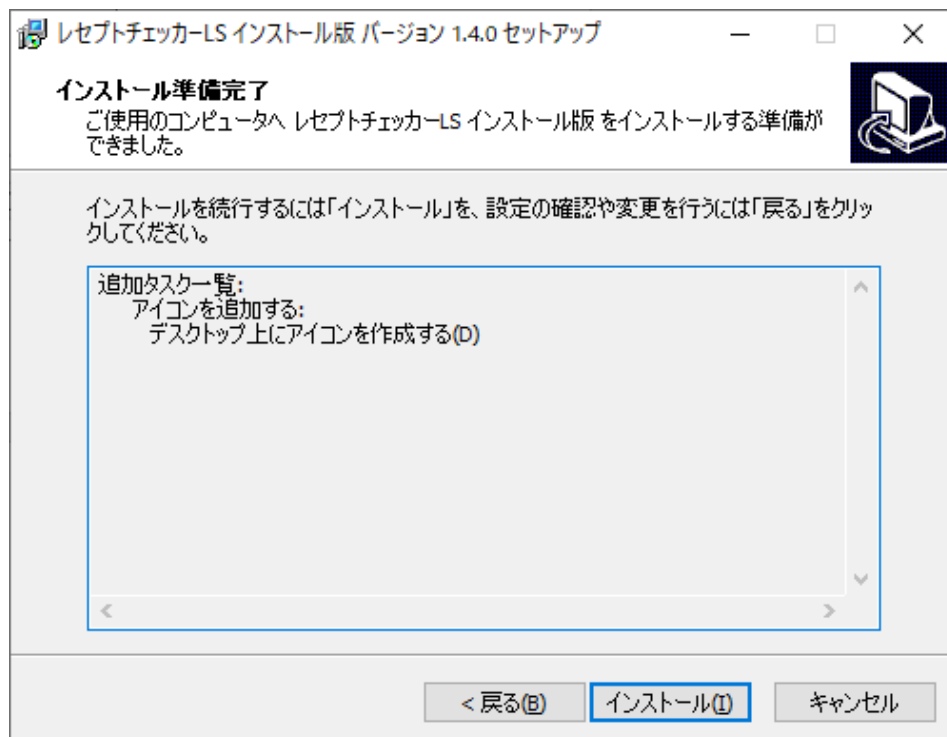 レセプトチェッカーLS インストール版 バージョン 1.4.0 セットアップ
インストール準備完了
ご使用のコンピュータへ レセプトチェッカーLS インストール版 をインストールする準備が
できました。
インストールを続行するには「インストール」を、設定の確認や変更を行うには「戻る」をクリッ
クしてください。
追加タスク一覧:
アイコンを追加する:
デスクトップ上にアイコンを作成する(D)
< 戻る(B)
インストール(I)
キャンセル